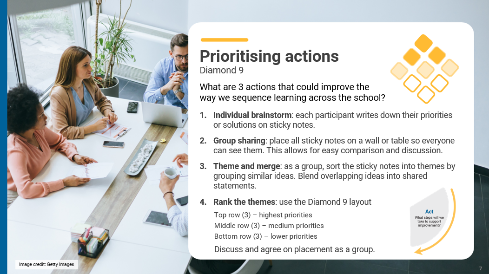 Prioritising actions
Diamond 9
What are 3 actions that could improve the
way we sequence learning across the school?
1. Individual brainstorm: each participant writes down their priorities
or solutions on sticky notes.
2. Group sharing: place all sticky notes on a wall or table so everyone
can see them. This allows for easy comparison and discussion.
3. Theme and merge: as a group, sort the sticky notes into themes by
grouping similar ideas. Blend overlapping ideas into shared
statements.
4. Rank the themes: use the Diamond 9 layout
Top row (3) – highest priorities
Middle row (3) – medium priorities
Bottom row (3) – lower priorities
Discuss and agree on placement as a group.
Act
What steps will we
take to support
improvement?
Image credit: Getty Images